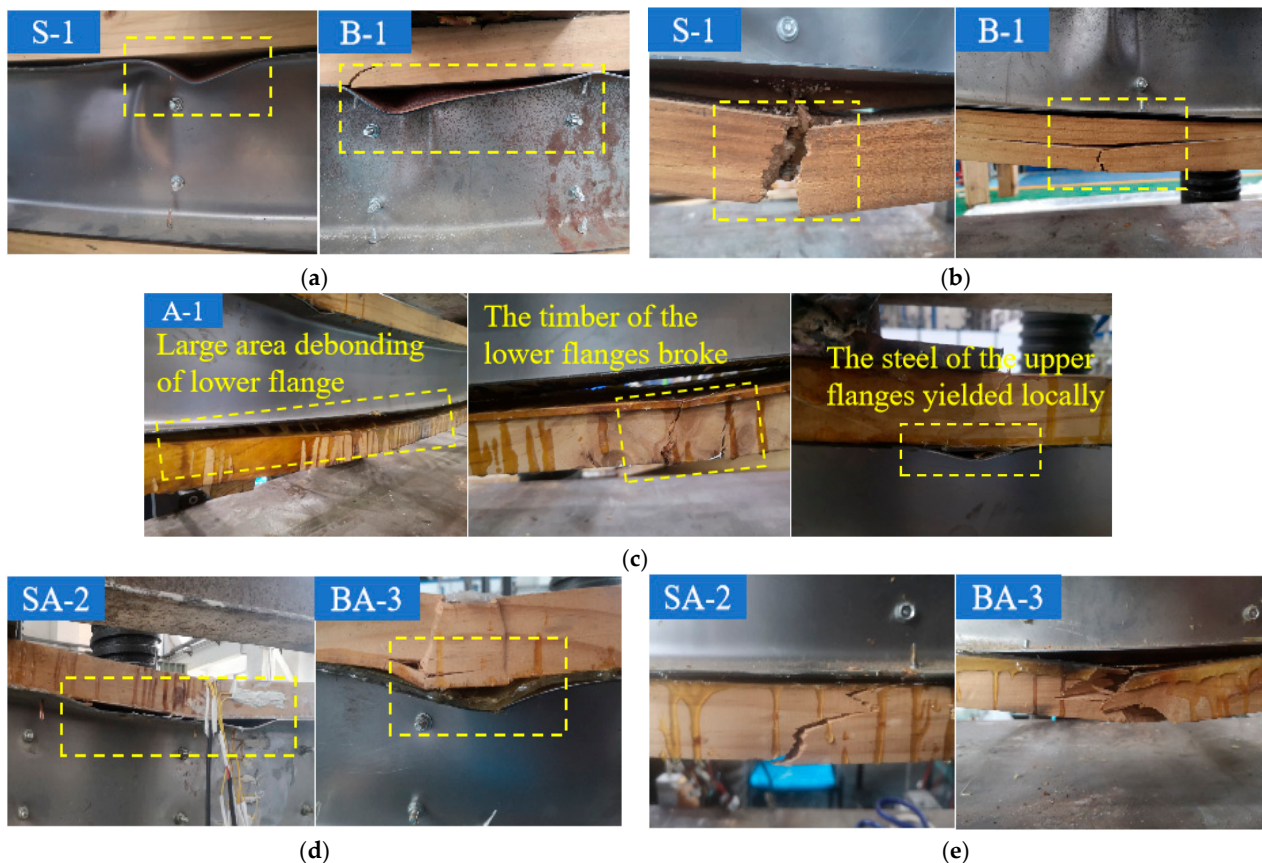 S-1
B-1
S-1
B-1
(a)
(b)
A-1
Large area debonding
of lower flange
The timber of the
lower flanges broke
The steel of the upper
flanges yielded locally
(c)
SA-2
BA-3
SA-2
BA-3
(d)
(e)